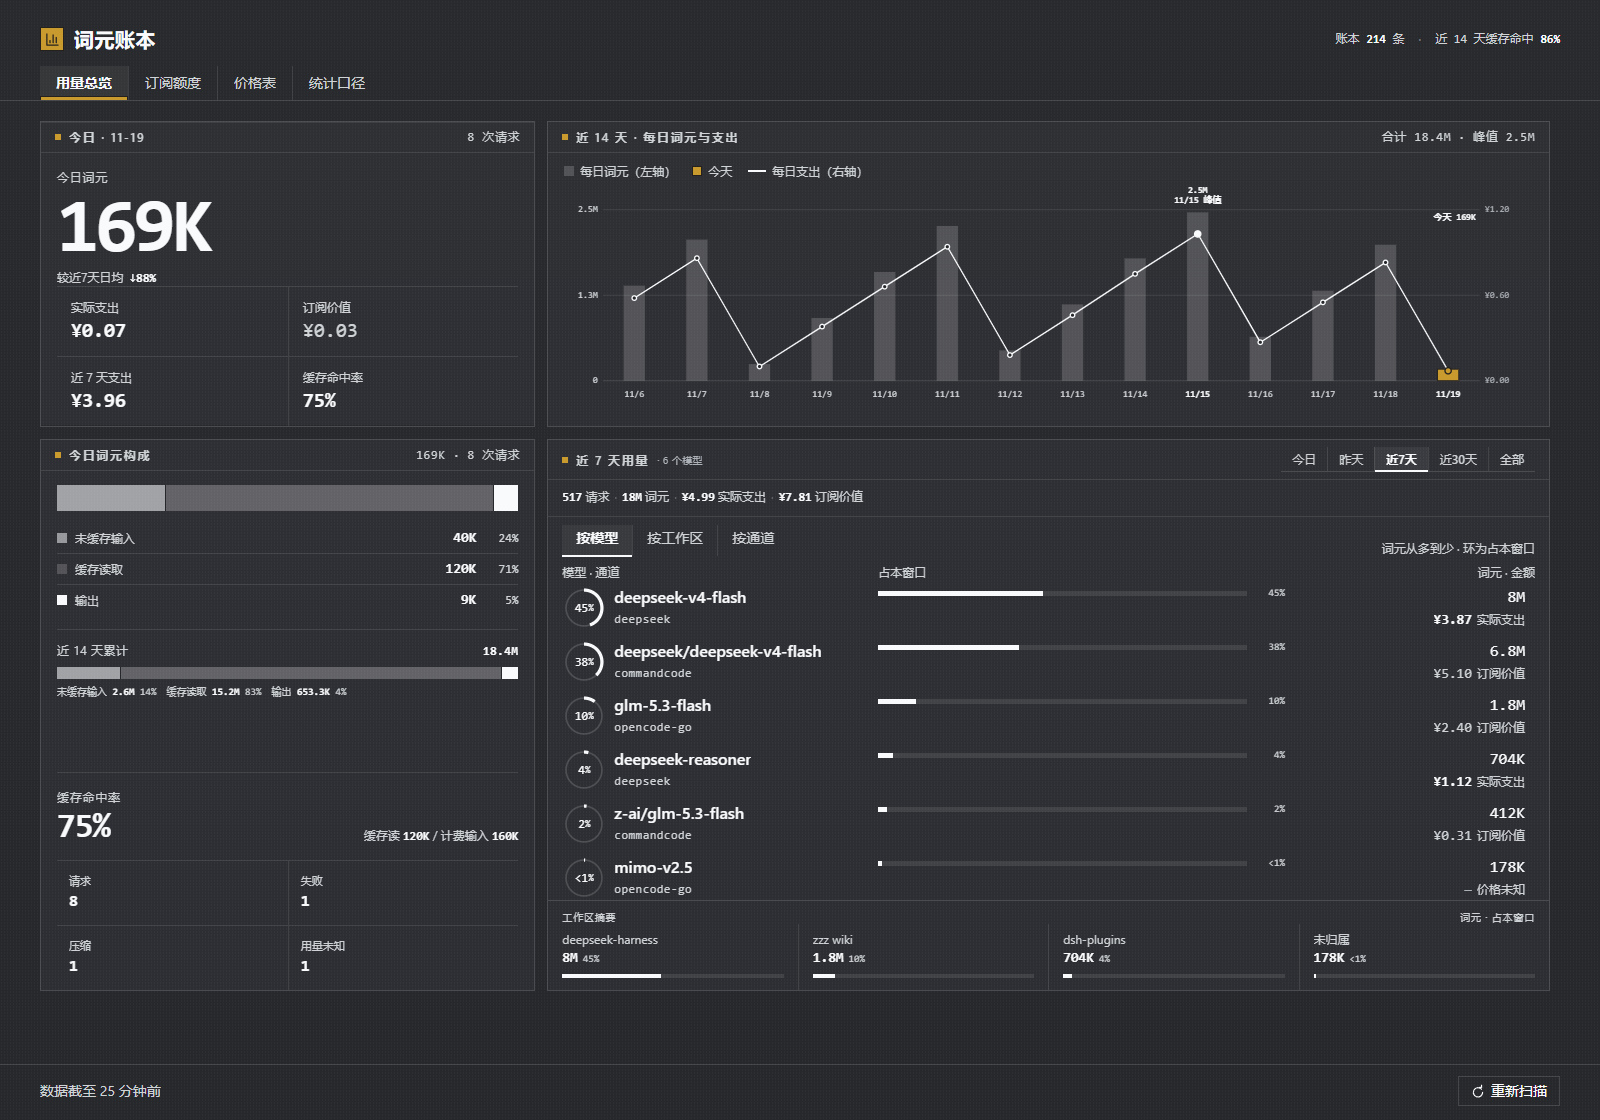 词元账本
账本 214 条 · 近 14 天缓存命中 86%
用量总览 订阅额度 价格表 统计口径
今日 · 11-19 8 次请求
今日词元
169K
较近7天日均 ↓88%
实际支出 订阅价值
¥0.07 ¥0.03
近 7 天支出 缓存命中率
¥3.96 75%
近 14 天 · 每日词元与支出 合计 18.4M · 峰值 2.5M
每日词元（左轴） 今天 每日支出（右轴）
2.5M
11/15 峰值
今天 169K
2.5M ¥1.20
1.3M ¥0.60
0 ¥0.00
11/6 11/7 11/8 11/9 11/10 11/11 11/12 11/13 11/14 11/15 11/16 11/17 11/18 11/19
今日词元构成 169K · 8 次请求
未缓存输入 40K 24%
缓存读取 120K 71%
输出 9K 5%
近 14 天累计 18.4M
未缓存输入 2.6M 14% 缓存读取 15.2M 83% 输出 653.3K 4%
缓存命中率
75%
缓存读 120K / 计费输入 160K
请求 失败
8 1
压缩 用量未知
1 1
近 7 天用量 · 6 个模型 今日 昨天 近7天 近30天 全部
517 请求 · 18M 词元 · ¥4.99 实际支出 · ¥7.81 订阅价值
按模型 按工作区 按通道
词元从多到少 · 环为占本窗口
模型 · 通道 占本窗口 词元 · 金额
45% deepseek-v4-flash 45% 8M
deepseek ¥3.87 实际支出
38% deepseek/deepseek-v4-flash 38% 6.8M
commandcode ¥5.10 订阅价值
10% glm-5.3-flash 10% 1.8M
opencode-go ¥2.40 订阅价值
4% deepseek-reasoner 4% 704K
deepseek ¥1.12 实际支出
2% z-ai/glm-5.3-flash 2% 412K
commandcode ¥0.31 订阅价值
<1% mimo-v2.5 <1% 178K
opencode-go — 价格未知
工作区摘要 词元 · 占本窗口
deepseek-harness zzz wiki dsh-plugins 未归属
8M 45% 1.8M 10% 704K 4% 178K <1%
数据截至 25 分钟前 重新扫描